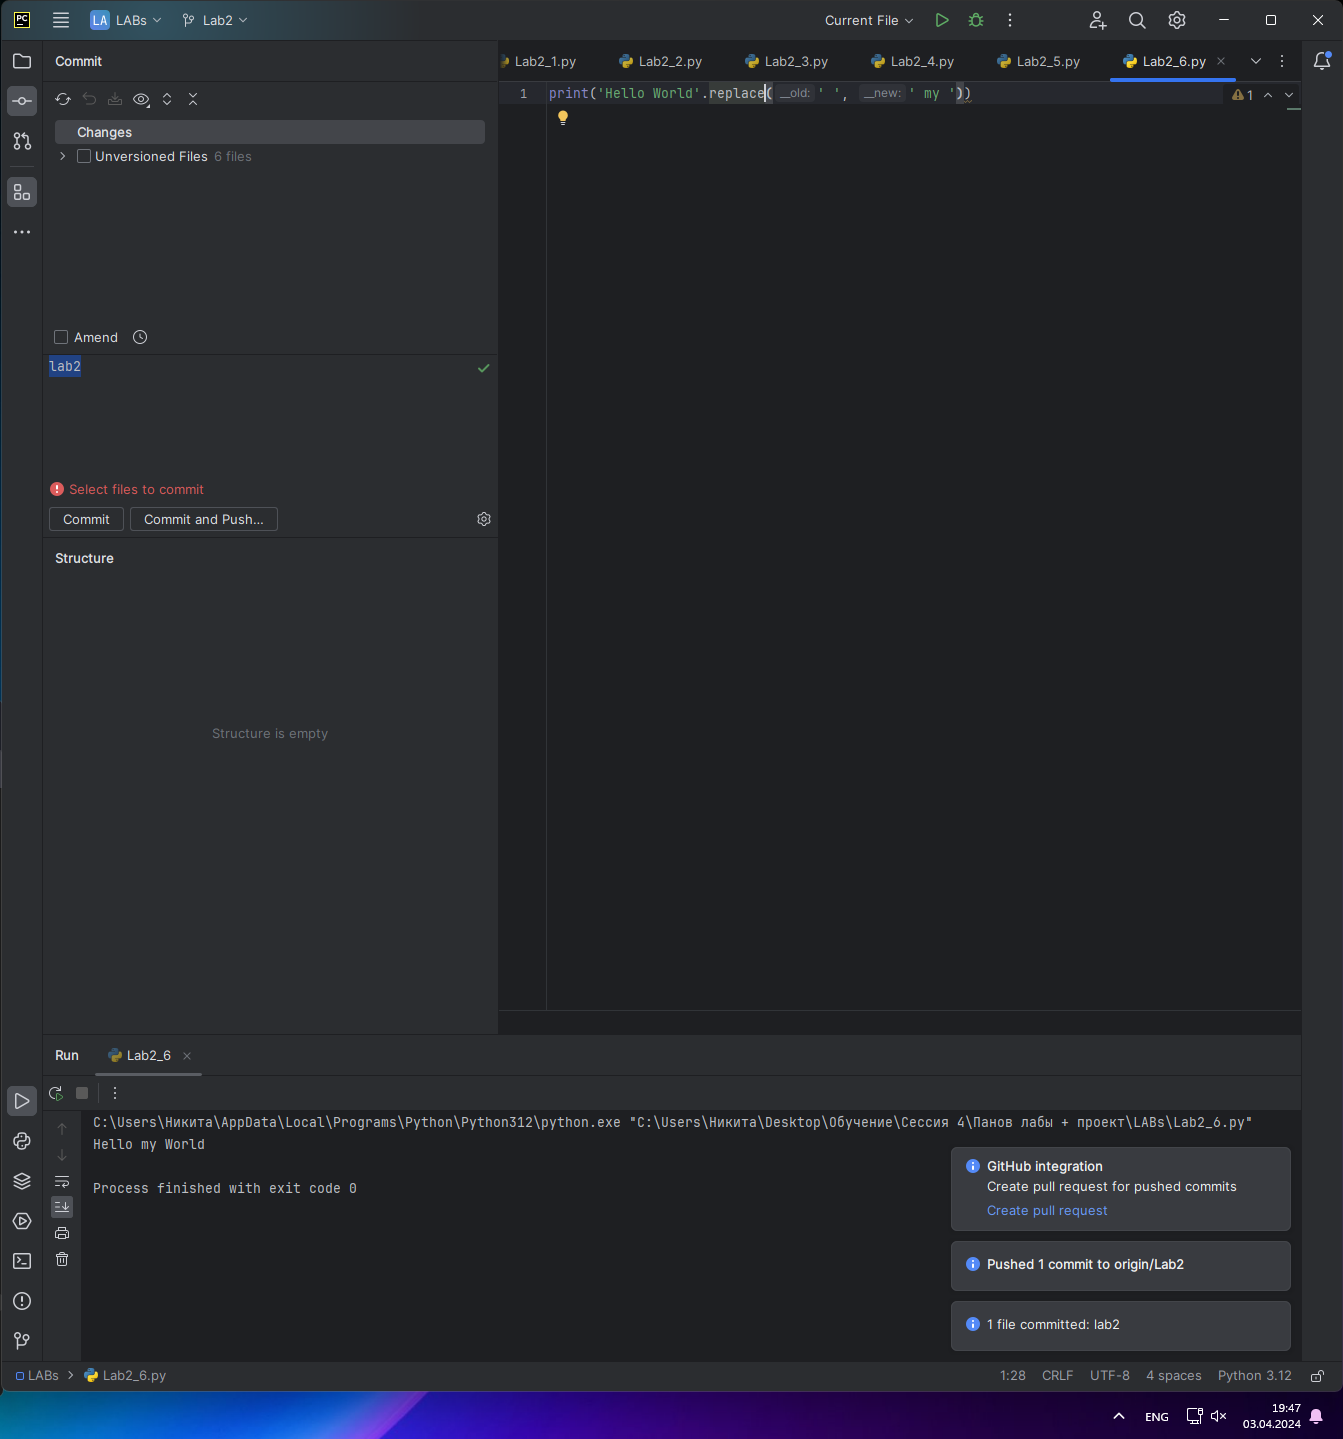 PC
LA LABs Lab2 Current File
Commit
Changes
Unversioned Files 6 files
Amend
lab2
Select files to commit
Commit Commit and Push...
Structure
Structure is empty
Lab2_1.py Lab2_2.py Lab2_3.py Lab2_4.py Lab2_5.py Lab2_6.py
1 print('Hello World'.replace( __old: ' ', __new: ' my ')) 1
Run Lab2_6
C:\Users\Никита\AppData\Local\Programs\Python\Python312\python.exe "C:\Users\Никита\Desktop\Обучение\Сессия 4\Панов лабы + проект\LABs\Lab2_6.py"
Hello my World
Process finished with exit code 0
GitHub integration
Create pull request for pushed commits
Create pull request
Pushed 1 commit to origin/Lab2
1 file committed: lab2
LABs Lab2_6.py 1:28 CRLF UTF-8 4 spaces Python 3.12
ENG 19:47
03.04.2024